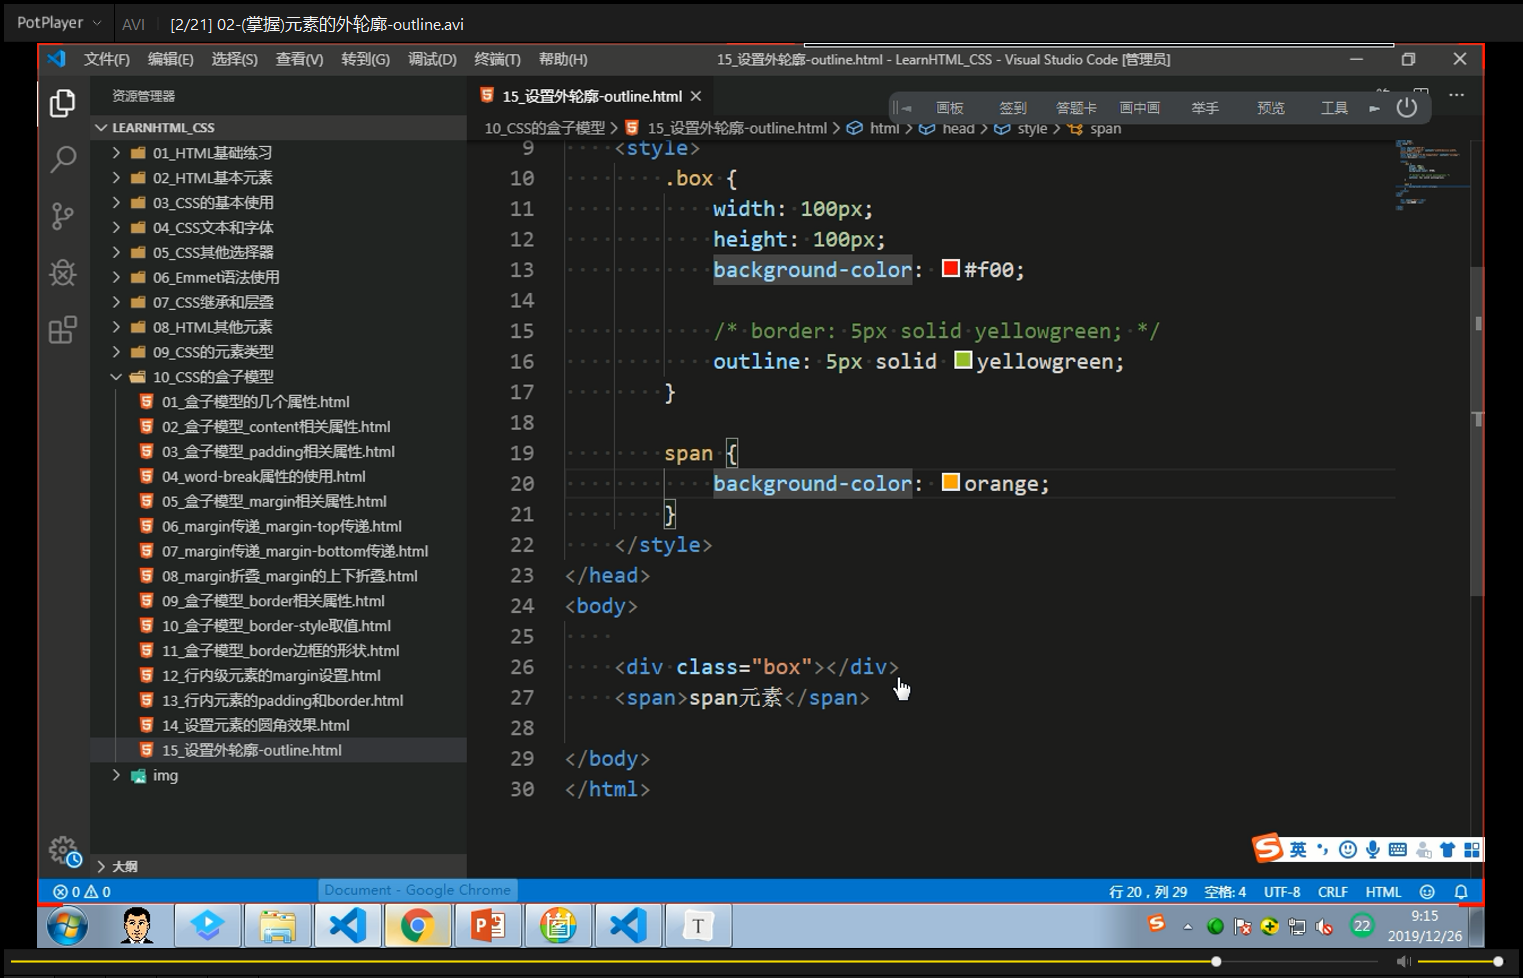 PotPlayer AVI [2/21] 02-(掌握)元素的外轮廓-outline.avi
文件(F) 编辑(E) 选择(S) 查看(V) 转到(G) 调试(D) 终端(T) 帮助(H) 15_设置外轮廓-outline.html - LearnHTML_CSS - Visual Studio Code [管理员]
资源管理器
15_设置外轮廓-outline.html
画板 签到 答题卡 画中画 举手 预览 工具
LEARNHTML_CSS
10_CSS的盒子模型 > 15_设置外轮廓-outline.html > html > head > style > span
01_HTML基础练习
02_HTML基本元素
03_CSS的基本使用
04_CSS文本和字体
05_CSS其他选择器
06_Emmet语法使用
07_CSS继承和层叠
08_HTML其他元素
09_CSS的元素类型
10_CSS的盒子模型
01_盒子模型的几个属性.html
02_盒子模型_content相关属性.html
03_盒子模型_padding相关属性.html
04_word-break属性的使用.html
05_盒子模型_margin相关属性.html
06_margin传递_margin-top传递.html
07_margin传递_margin-bottom传递.html
08_margin折叠_margin的上下折叠.html
09_盒子模型_border相关属性.html
10_盒子模型_border-style取值.html
11_盒子模型_border边框的形状.html
12_行内级元素的margin设置.html
13_行内元素的padding和border.html
14_设置元素的圆角效果.html
15_设置外轮廓-outline.html
img
大纲
9 <style>
10 .box {
11 width: 100px;
12 height: 100px;
13 background-color: #f00;
14
15 /* border: 5px solid yellowgreen; */
16 outline: 5px solid yellowgreen;
17 }
18
19 span {
20 background-color: orange;
21 }
22 </style>
23 </head>
24 <body>
25
26 <div class="box"></div>
27 <span>span元素</span>
28
29 </body>
30 </html>
英
0 0 Document - Google Chrome 行 20，列 29 空格: 4 UTF-8 CRLF HTML
T
22
9:15
2019/12/26